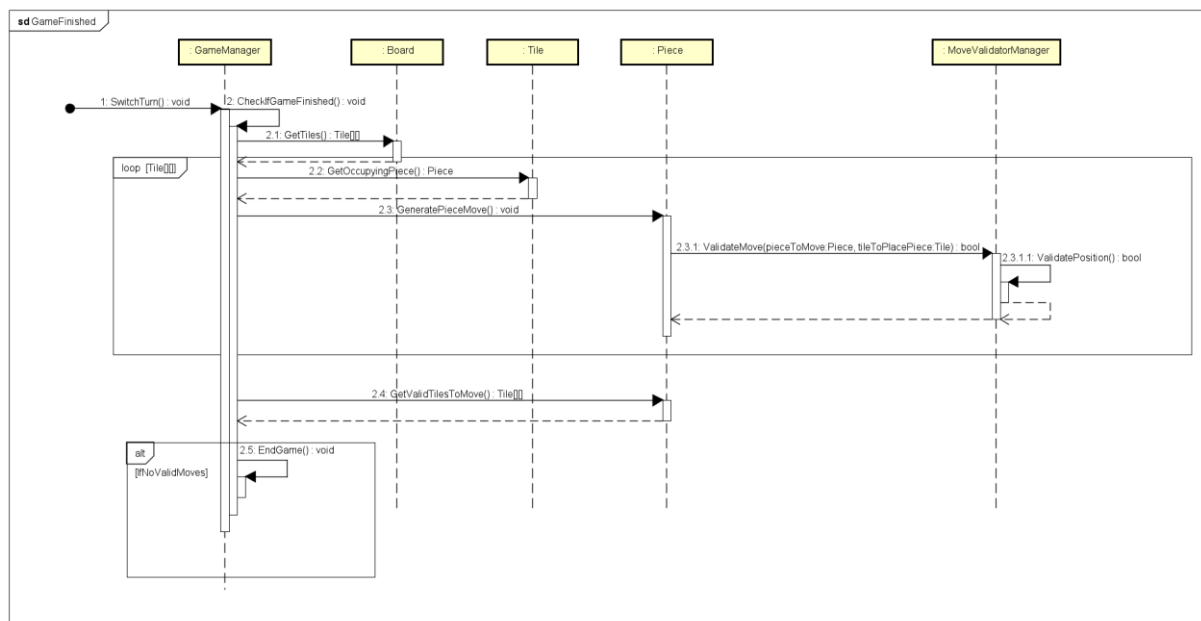 sd GameFinished
: GameManager
: Board
: Tile
: Piece
: MoveValidatorManager
1: SwitchTurn() : void
2: CheckIfGameFinished() : void
2.1: GetTiles() : Tile[][]
loop [Tile[][]]
2.2: GetOccupyingPiece() : Piece
2.3: GeneratePieceMove() : void
2.3.1: ValidateMove(pieceToMove:Piece, tileToPlacePiece:Tile) : bool
2.3.1.1: ValidatePosition() : bool
2.4: GetValidTilesToMove() : Tile[][]
alt
2.5: EndGame() : void
[IfNoValidMoves]